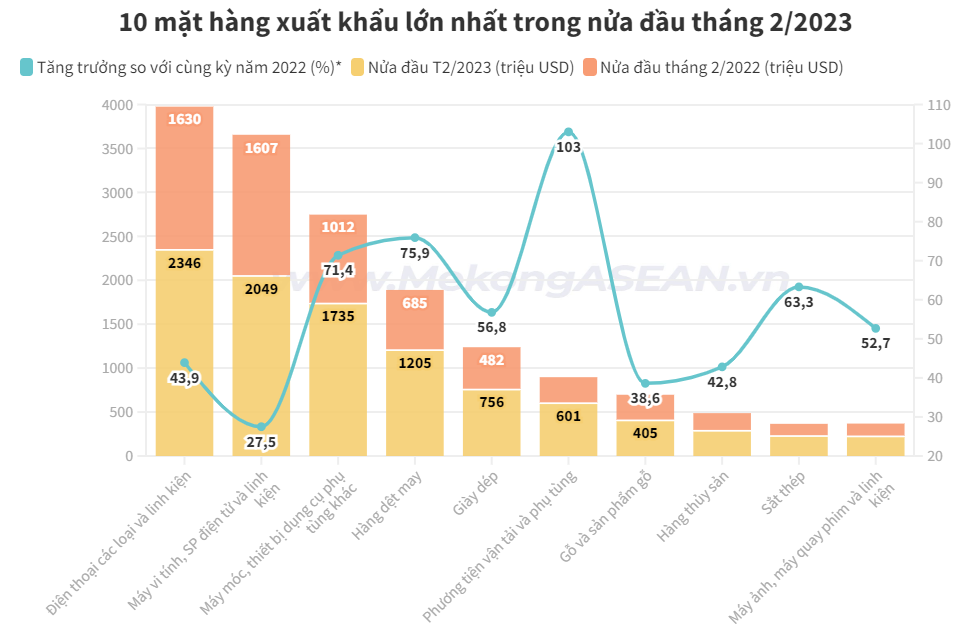 10 mặt hàng xuất khẩu lớn nhất trong nửa đầu tháng 2/2023
Tăng trưởng so với cùng kỳ năm 2022 (%)* Nửa đầu T2/2023 (triệu USD) Nửa đầu tháng 2/2022 (triệu USD)
4000
3500
3000
2500
2000
1500
1000
500
0
110
100
90
80
70
60
50
40
30
20
1630
1607
1012
685
482
2346
2049
1735
1205
756
601
405
43,9
27,5
71,4
75,9
56,8
103
38,6
42,8
63,3
52,7
www.MekongASEAN.vn
Điện thoại các loại và linh kiện
Máy vi tính, SP điện tử và linh
kiện
Máy móc, thiết bị dụng cụ phụ
tùng khác
Hàng dệt may
Giày dép
Phương tiện vận tải và phụ tùng
Gỗ và sản phẩm gỗ
Hàng thủy sản
Sắt thép
Máy ảnh, máy quay phim và linh
kiện